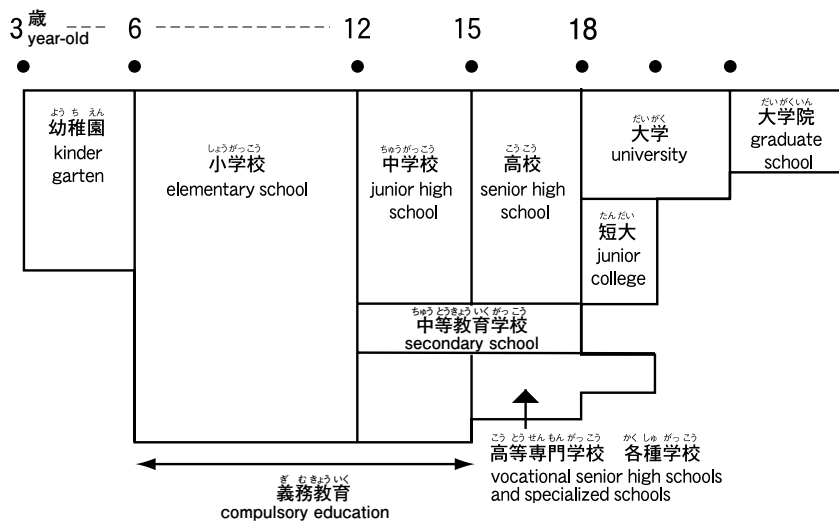 3 歳 6 12 15 18
year-old
ようちえん
幼稚園
kinder
garten
しょうがっこう
小学校
elementary school
ちゅうがっこう
中学校
junior high
school
こうこう
高校
senior high
school
だいがく
大学
university
だいがくいん
大学院
graduate
school
たんだい
短大
junior
college
ちゅうとうきょういくがっこう
中等教育学校
secondary school
こうとうせんもんがっこう かくしゅがっこう
高等専門学校 各種学校
vocational senior high schools
and specialized schools
ぎむきょういく
義務教育
compulsory education